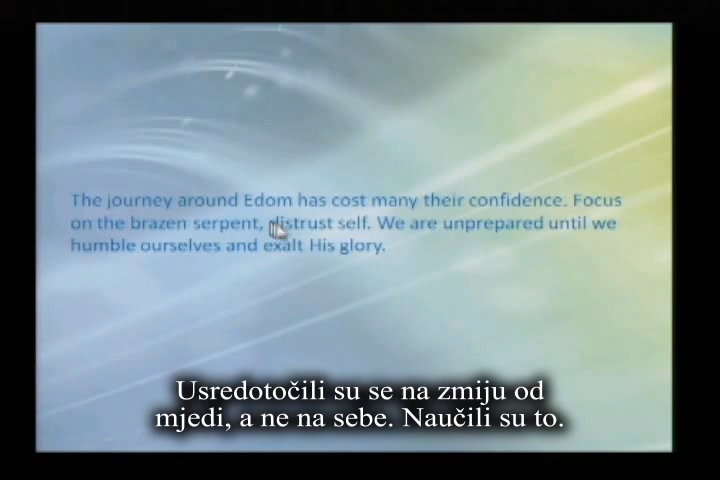 The journey around Edom has cost many their confidence. Focus
on the brazen serpent, distrust self. We are unprepared until we
humble ourselves and exalt His glory.
Usredotočili su se na zmiju od
mjedi, a ne na sebe. Naučili su to.